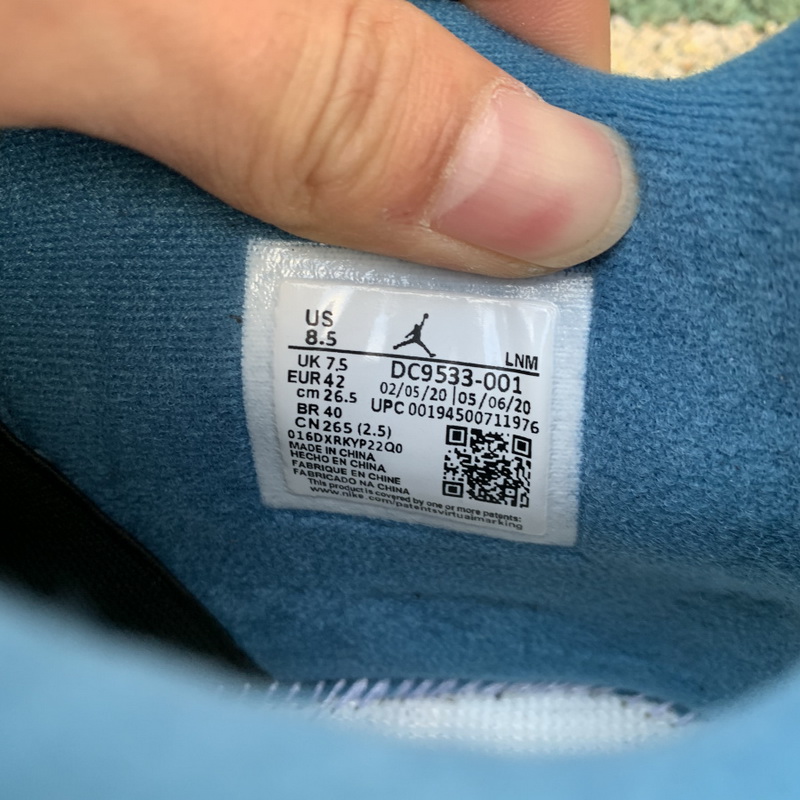 US
8.5
LNM
UK 7.5
DC9533-001
EUR 42
02/05/20 | 05/06/20
cm 26.5
UPC 00194500711976
BR 40
CN 265 (2.5)
016DXRKYP22Q0
MADE IN CHINA
HECHO EN CHINA
FABRIQUE EN CHINE
FABRICADO NA CHINA
This product is covered by one or more patents:
www.nike.com/patentsvirtualmarking